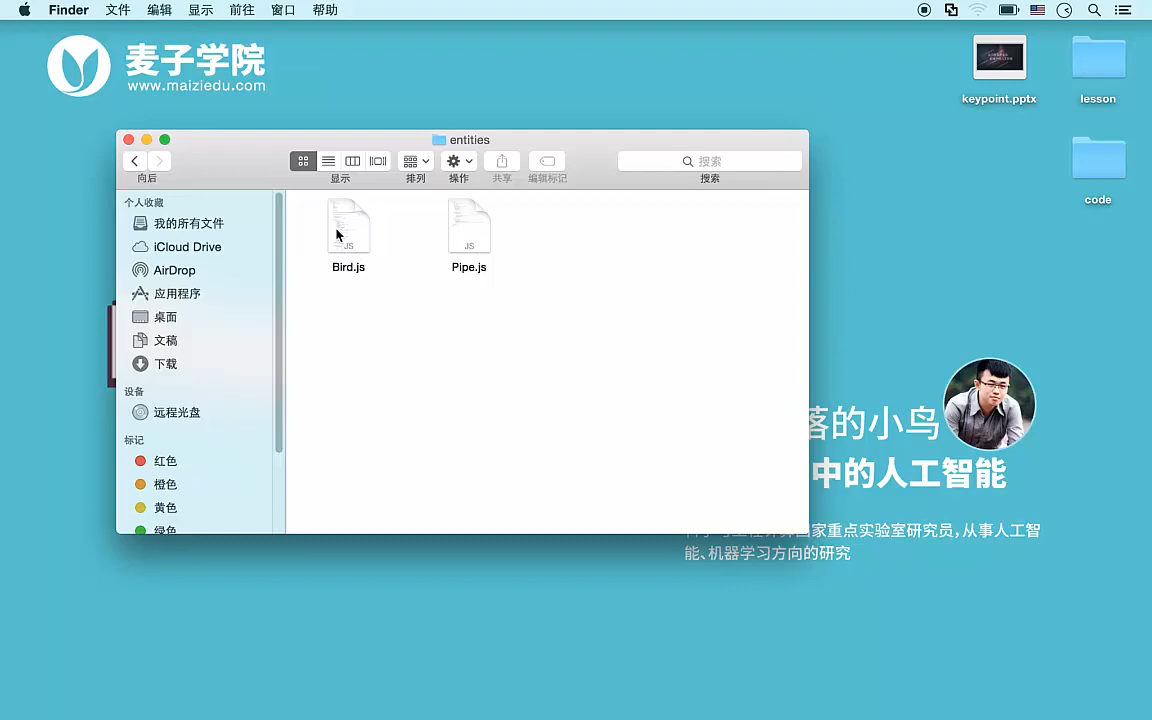 Finder 文件 编辑 显示 前往 窗口 帮助
麦子学院
www.maiziedu.com
keypoint.pptx
lesson
code
entities
搜索
向后 显示 排列 操作 共享 编辑标记 搜索
个人收藏
我的所有文件
iCloud Drive
AirDrop
应用程序
桌面
文稿
下载
设备
远程光盘
标记
红色
橙色
黄色
绿色
JS
Bird.js
JS
Pipe.js
落的小鸟
中的人工智能
家重点实验室研究员，从事人工智
能、机器学习方向的研究